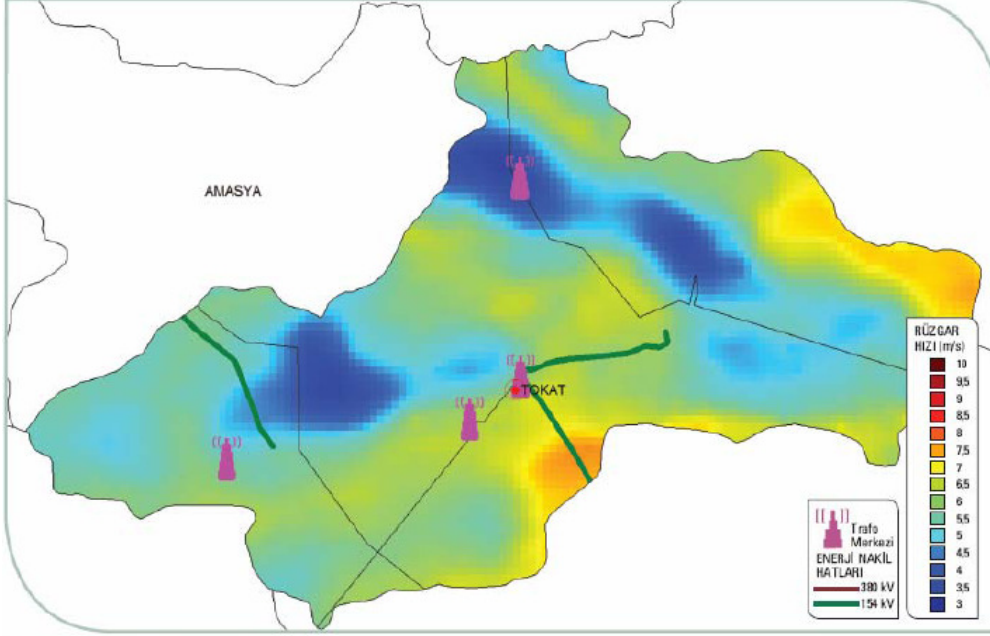 AMASYA
TOKAT
RÜZGAR
HIZI (m/s)
10
9,5
9
8,5
8
7,5
7
6,5
6
5,5
5
4,5
4
3,5
3
Trafo
Merkezi
ENERJİ NAKİL
HATLARI
380 kV
154 kV